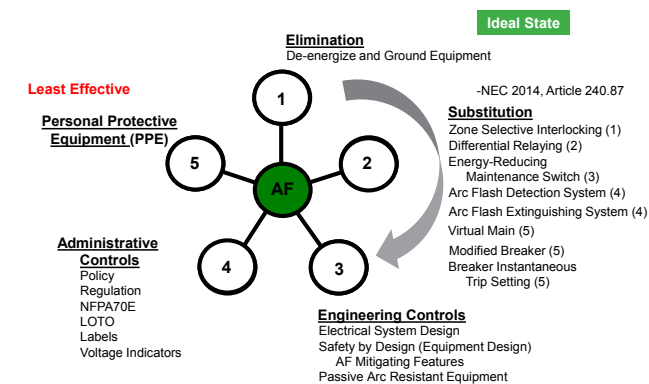 Ideal State
Elimination
De-energize and Ground Equipment
Least Effective
-NEC 2014, Article 240.87
Substitution
Zone Selective Interlocking (1)
Differential Relaying (2)
Energy-Reducing
Maintenance Switch (3)
Arc Flash Detection System (4)
Arc Flash Extinguishing System (4)
Virtual Main (5)
Modified Breaker (5)
Breaker Instantaneous
Trip Setting (5)
Personal Protective
Equipment (PPE)
1
5
2
AF
4
3
Administrative
Controls
Policy
Regulation
NFPA70E
LOTO
Labels
Voltage Indicators
Engineering Controls
Electrical System Design
Safety by Design (Equipment Design)
AF Mitigating Features
Passive Arc Resistant Equipment